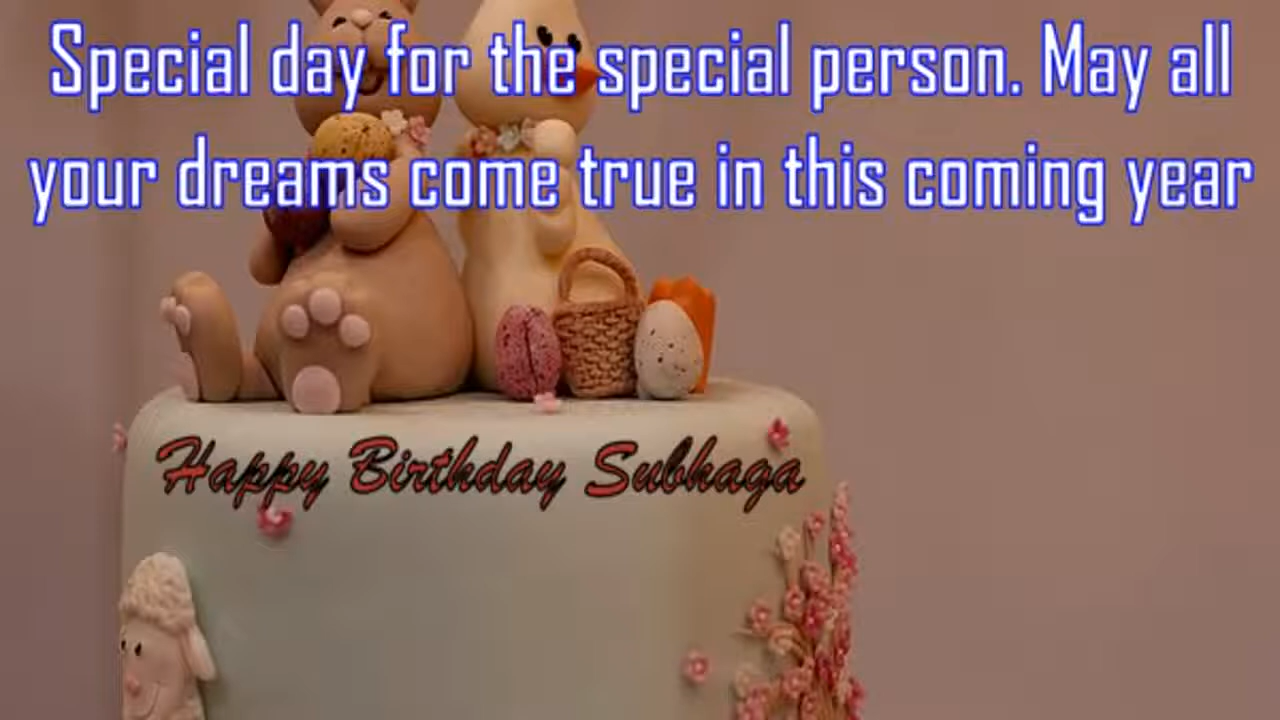 Special day for the special person. May all
your dreams come true in this coming year
Happy Birthday Subhaga